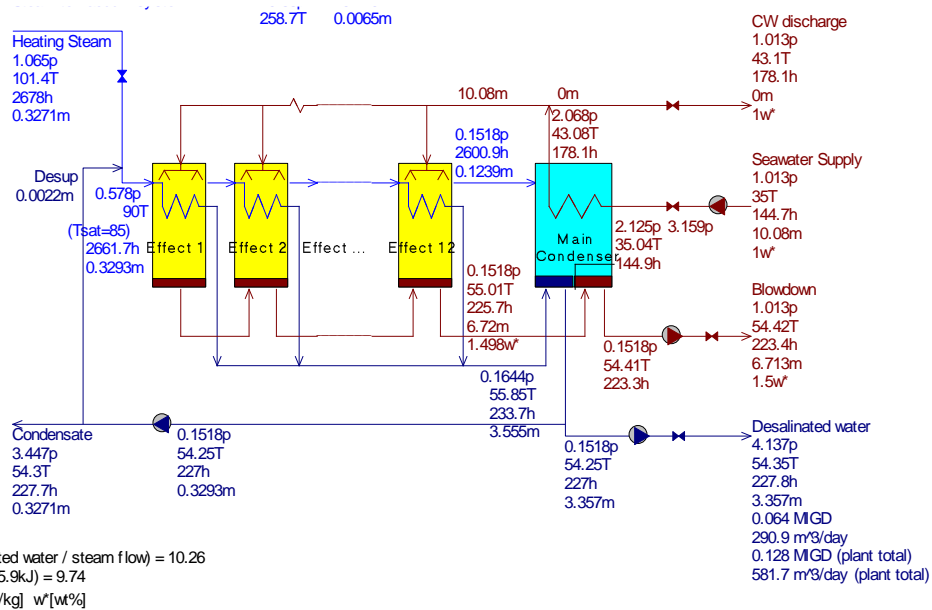 258.7T 0.0065m
Heating Steam
1.065p
101.4T
2678h
0.3271m
CW discharge
1.013p
43.1T
178.1h
0m
1w*
10.08m 0m
2.068p
43.08T
178.1h
0.1518p
2600.9h
0.1239m
Desup
0.0022m
0.578p
90T
(Tsat=85)
2661.7h
0.3293m
Effect 1
Effect 2
Effect ...
Effect 12
Main
Condenser
Seawater Supply
1.013p
35T
144.7h
10.08m
1w*
2.125p 3.159p
35.04T
144.9h
0.1518p
55.01T
225.7h
6.72m
1.498w*
Blowdown
1.013p
54.42T
223.4h
6.713m
1.5w*
0.1518p
54.41T
223.3h
0.1644p
55.85T
233.7h
3.555m
Condensate
3.447p
54.3T
227.7h
0.3271m
0.1518p
54.25T
227h
0.3293m
0.1518p
54.25T
227h
3.357m
Desalinated water
4.137p
54.35T
227.8h
3.357m
0.064 MIGD
290.9 m^3/day
0.128 MIGD (plant total)
581.7 m^3/day (plant total)
ted water / steam flow) = 10.26
5.9kJ) = 9.74
/kg] w*[wt%]